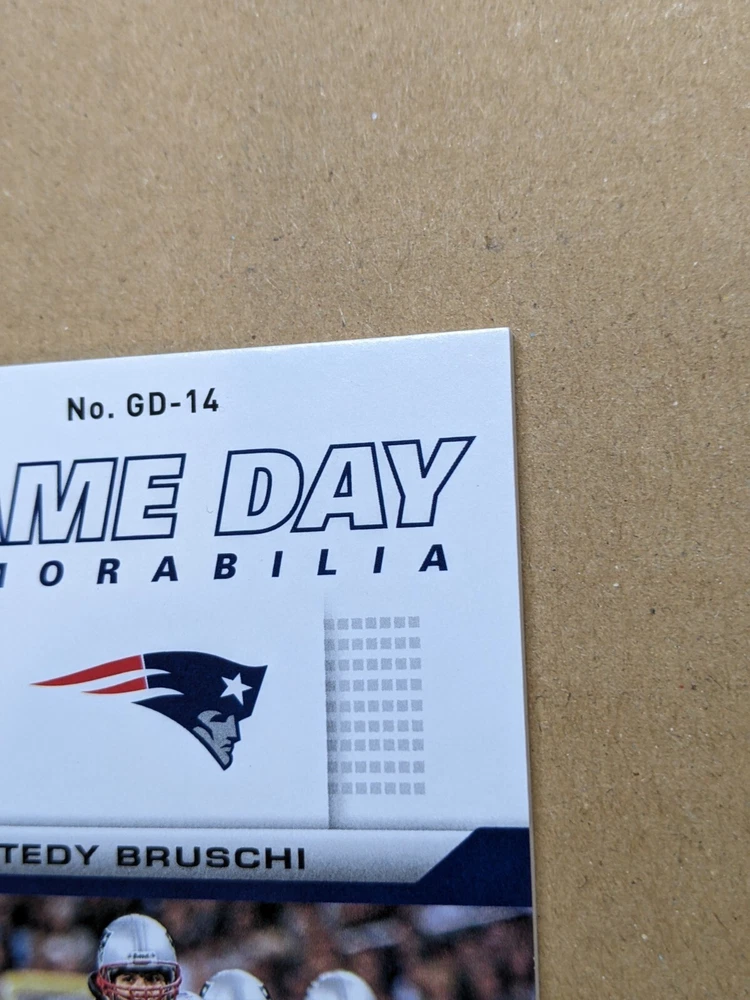 No. GD-14
AME DAY
MORABILIA
TEDY BRUSCHI